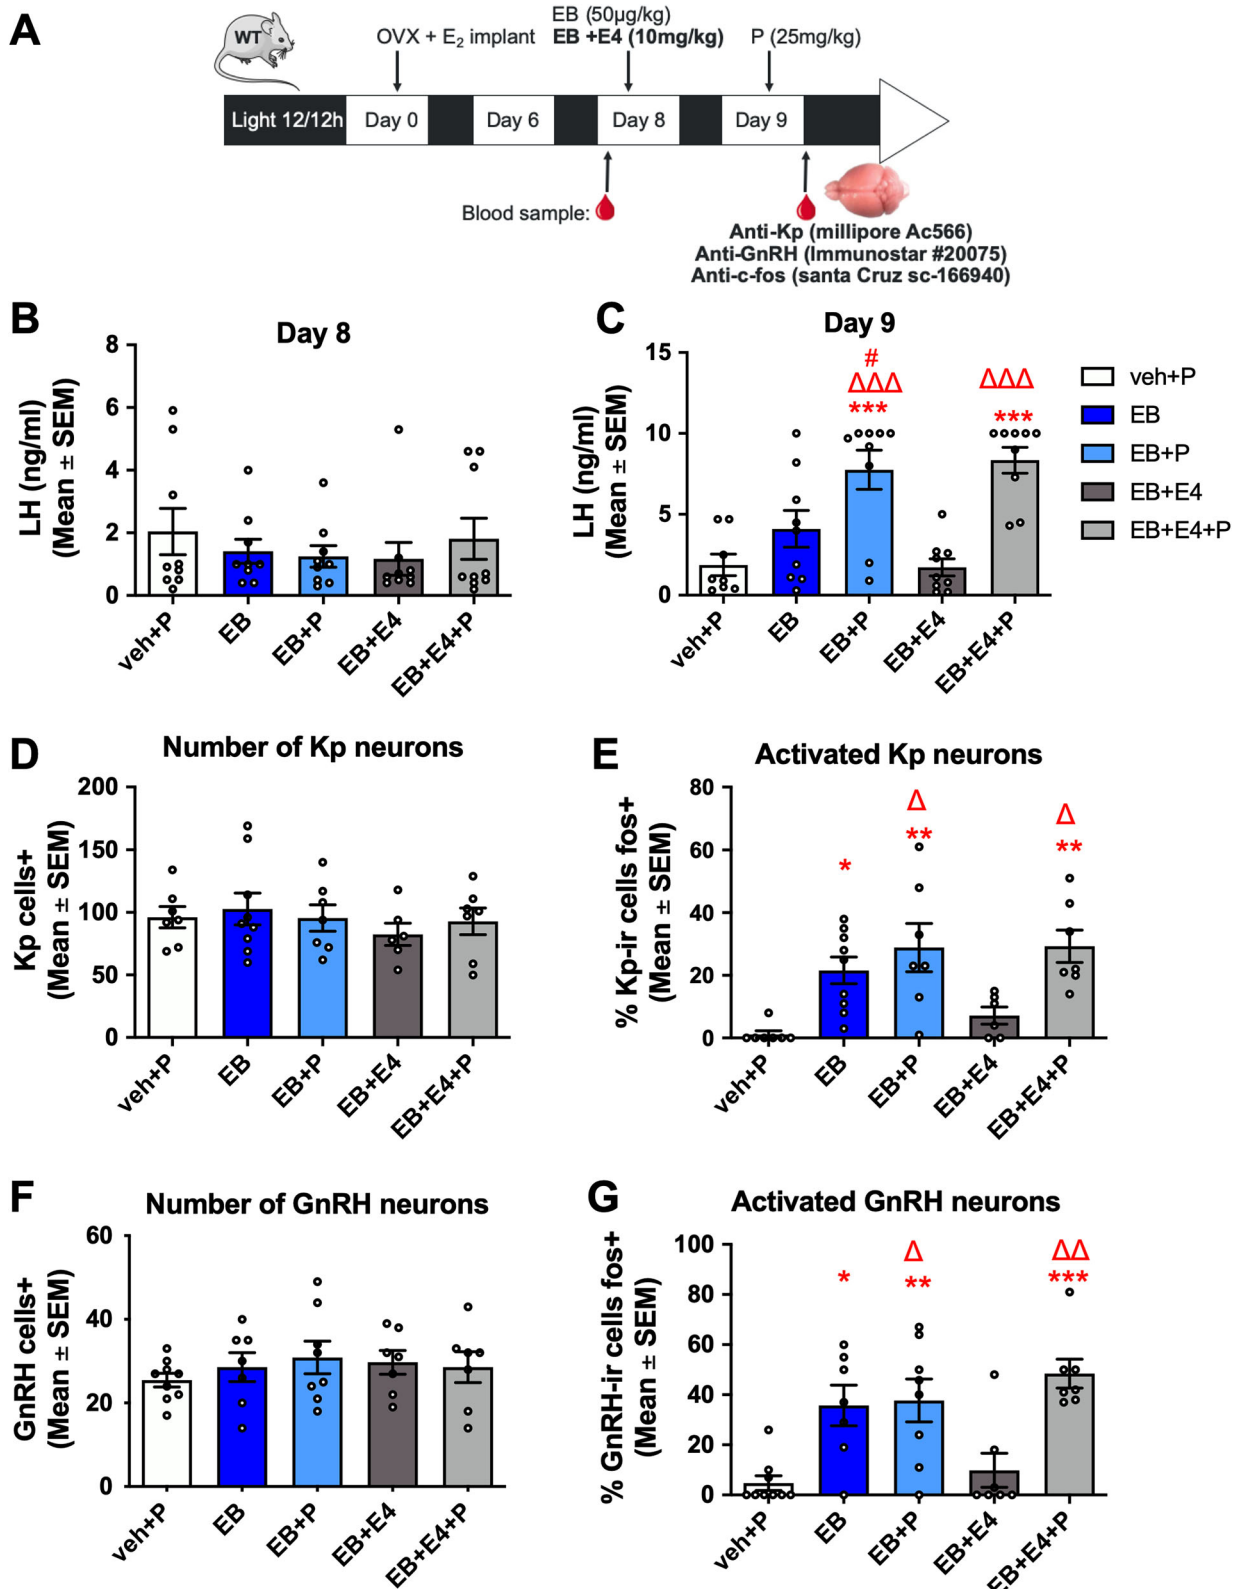 A
WT
EB (50µg/kg)
OVX + E₂ implant
EB +E4 (10mg/kg)
P (25mg/kg)
Light 12/12h
Day 0
Day 6
Day 8
Day 9
Blood sample:
Anti-Kp (millipore Ac566)
Anti-GnRH (Immunostar #20075)
Anti-c-fos (santa Cruz sc-166940)
B
Day 8
LH (ng/ml)
(Mean ± SEM)
8
6
4
2
0
veh+P
EB
EB+P
EB+E4
EB+E4+P
C
Day 9
LH (ng/ml)
(Mean ± SEM)
15
10
5
0
#
ΔΔΔ
***
ΔΔΔ
***
veh+P
EB
EB+P
EB+E4
EB+E4+P
veh+P
EB
EB+P
EB+E4
EB+E4+P
D
Number of Kp neurons
Kp cells+
(Mean ± SEM)
200
150
100
50
0
veh+P
EB
EB+P
EB+E4
EB+E4+P
E
Activated Kp neurons
% Kp-ir cells fos+
(Mean ± SEM)
80
60
40
20
0
*
Δ
**
Δ
**
veh+P
EB
EB+P
EB+E4
EB+E4+P
F
Number of GnRH neurons
GnRH cells+
(Mean ± SEM)
60
40
20
0
veh+P
EB
EB+P
EB+E4
EB+E4+P
G
Activated GnRH neurons
% GnRH-ir cells fos+
(Mean ± SEM)
100
80
60
40
20
0
*
Δ
**
ΔΔ
***
veh+P
EB
EB+P
EB+E4
EB+E4+P